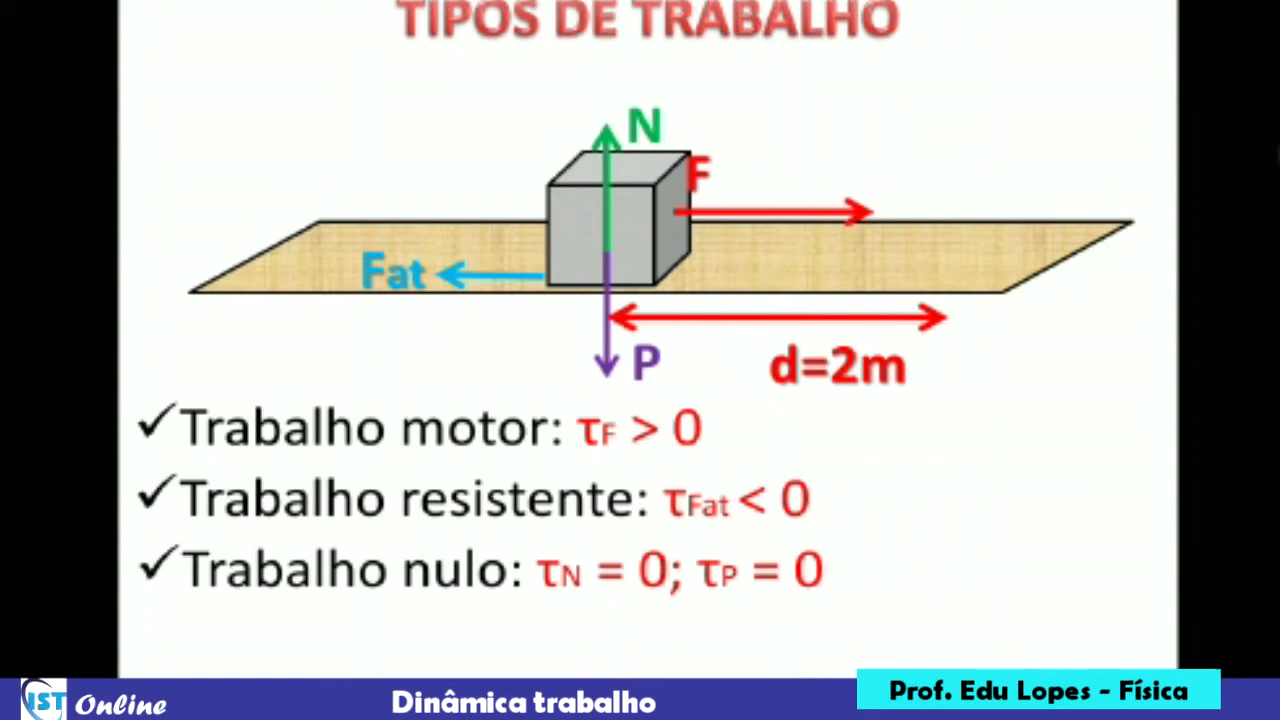 TIPOS DE TRABALHO
N
F
Fat
P
d=2m
✓Trabalho motor: τF > 0
✓Trabalho resistente: τFat < 0
✓Trabalho nulo: τN = 0; τP = 0
Prof. Edu Lopes - Física
IST Online
Dinâmica trabalho